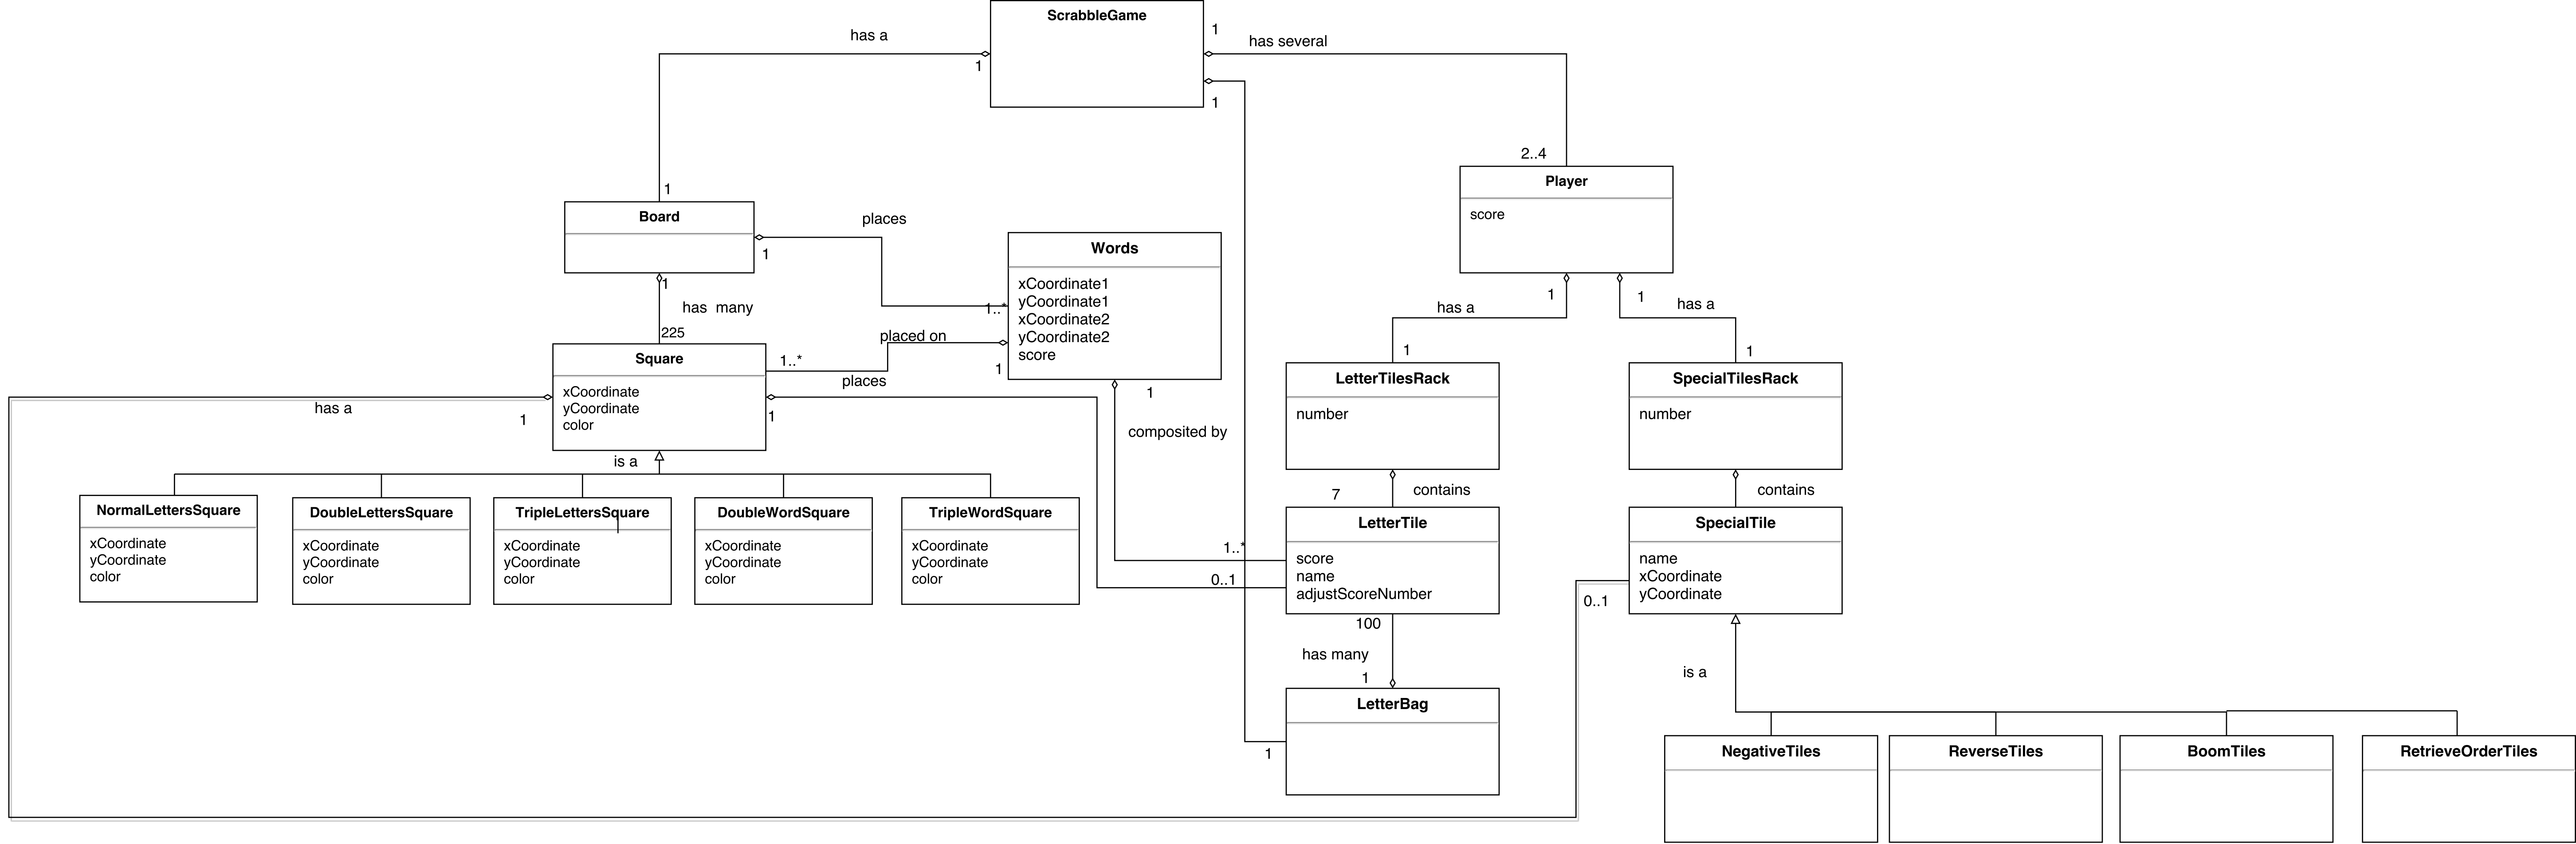 ScrabbleGame
1
has a
has several
1
1
2..4
1
Player
score
Board
places
1
Words
xCoordinate1
yCoordinate1
xCoordinate2
yCoordinate2
score
1
has  many
1..*
225
placed on
1
1
has a
1
has a
1
1
Square
xCoordinate
yCoordinate
color
1..*
places
1
1
composited by
has a
1
is a
LetterTilesRack
number
SpecialTilesRack
number
7
contains
contains
NormalLettersSquare
xCoordinate
yCoordinate
color
DoubleLettersSquare
xCoordinate
yCoordinate
color
TripleLettersSquare
xCoordinate
yCoordinate
color
DoubleWordSquare
xCoordinate
yCoordinate
color
TripleWordSquare
xCoordinate
yCoordinate
color
1..*
0..1
LetterTile
score
name
adjustScoreNumber
SpecialTile
name
xCoordinate
yCoordinate
0..1
100
has many
1
is a
LetterBag
1
NegativeTiles
ReverseTiles
BoomTiles
RetrieveOrderTiles